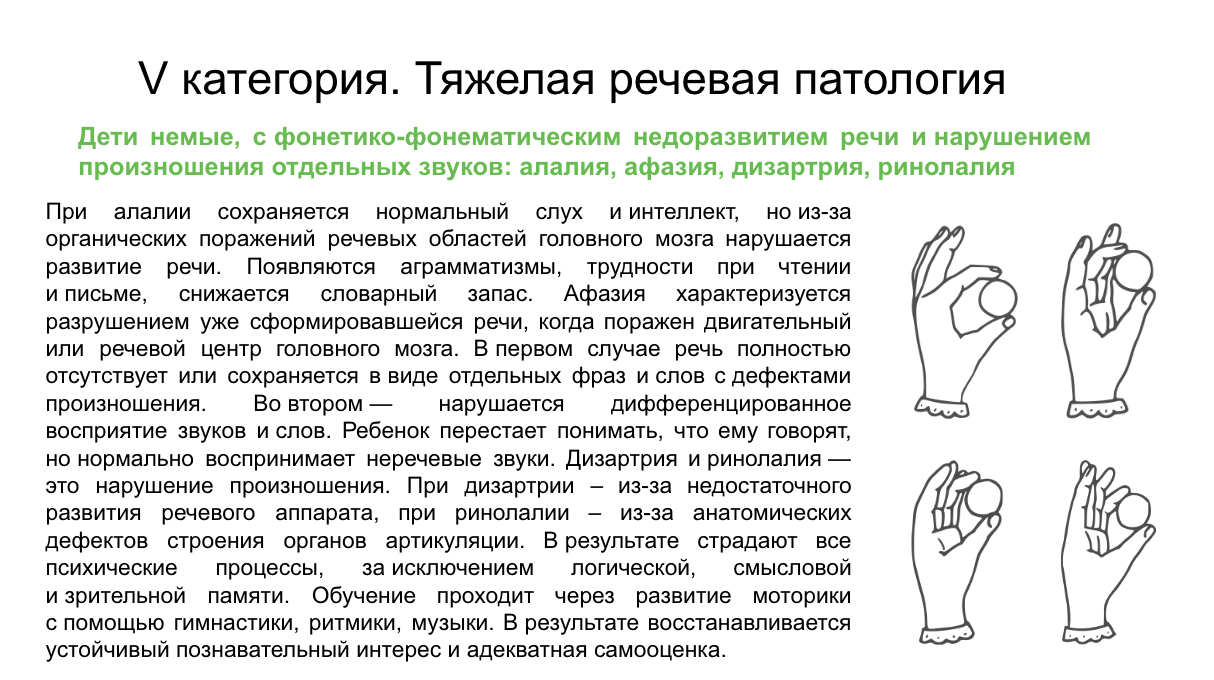 V категория. Тяжелая речевая патология
Дети немые, с фонетико-фонематическим недоразвитием речи и нарушением
произношения отдельных звуков: алалия, афазия, дизартрия, ринолалия
При алалии сохраняется нормальный слух и интеллект, но из-за
органических поражений речевых областей головного мозга нарушается
развитие речи. Появляются аграмматизмы, трудности при чтении
и письме, снижается словарный запас. Афазия характеризуется
разрушением уже сформировавшейся речи, когда поражен двигательный
или речевой центр головного мозга. В первом случае речь полностью
отсутствует или сохраняется в виде отдельных фраз и слов с дефектами
произношения. Во втором — нарушается дифференцированное
восприятие звуков и слов. Ребенок перестает понимать, что ему говорят,
но нормально воспринимает неречевые звуки. Дизартрия и ринолалия —
это нарушение произношения. При дизартрии – из-за недостаточного
развития речевого аппарата, при ринолалии – из-за анатомических
дефектов строения органов артикуляции. В результате страдают все
психические процессы, за исключением логической, смысловой
и зрительной памяти. Обучение проходит через развитие моторики
с помощью гимнастики, ритмики, музыки. В результате восстанавливается
устойчивый познавательный интерес и адекватная самооценка.